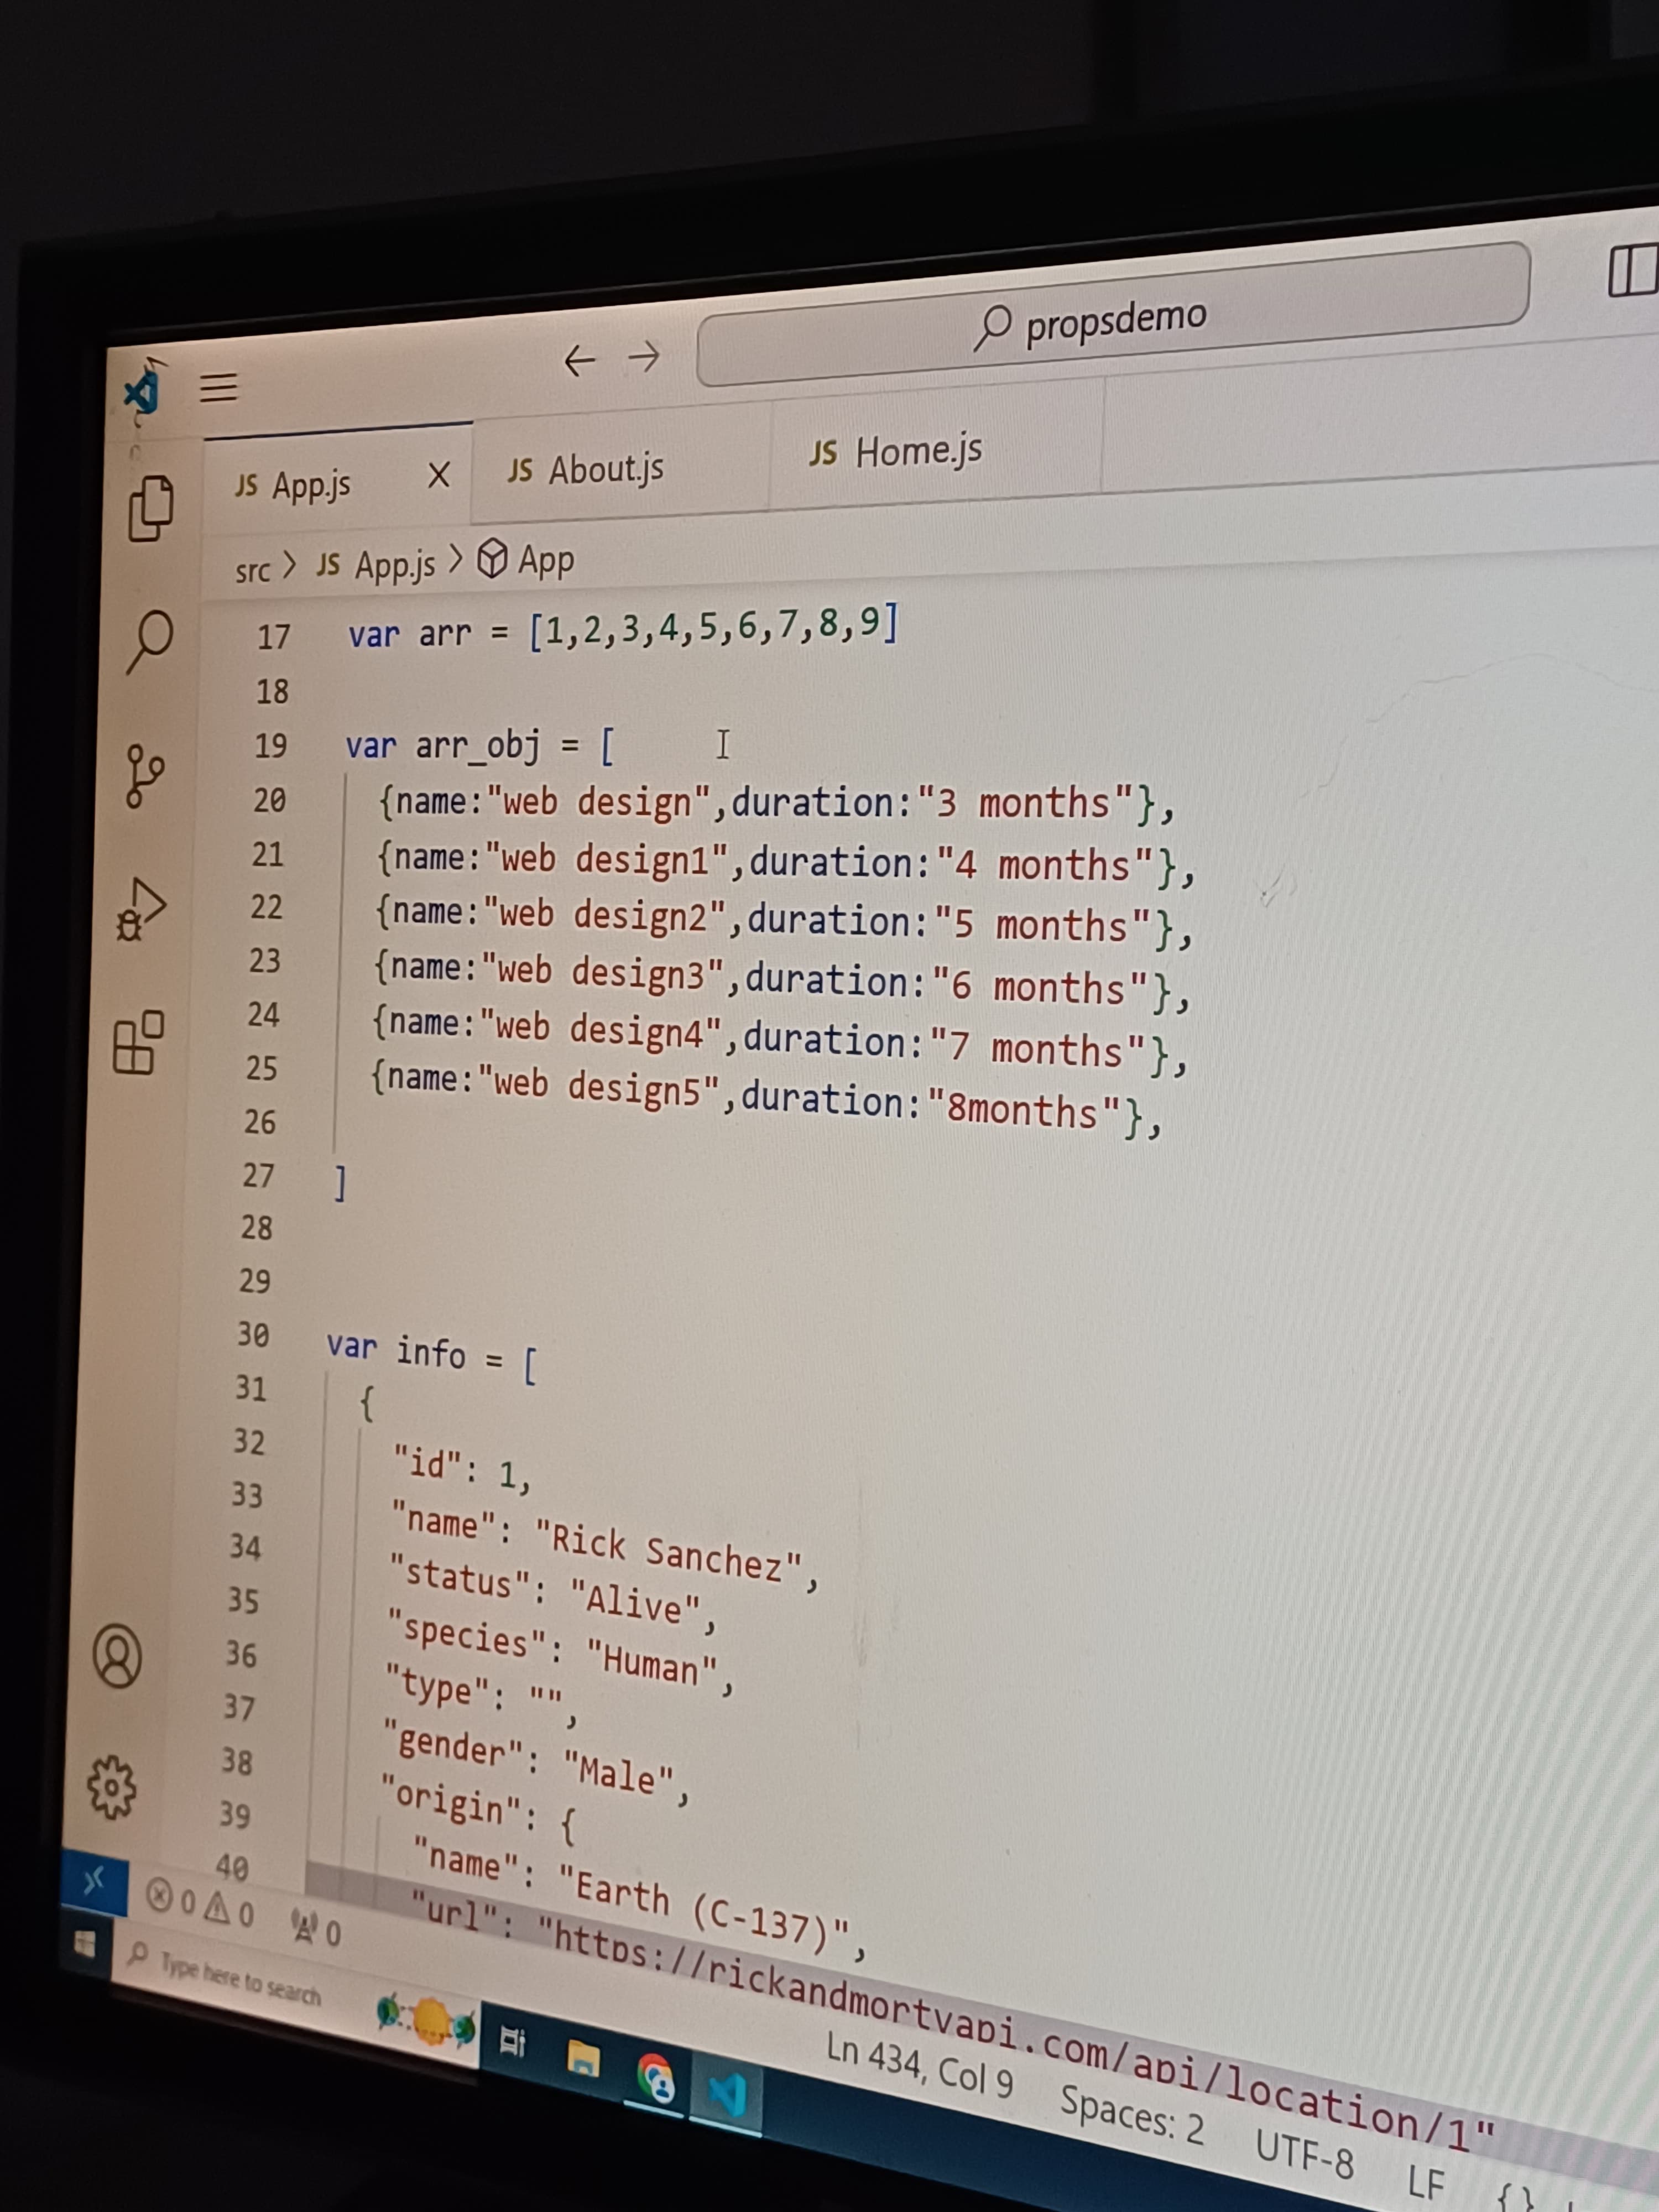 propsdemo
JS App.js X JS About.js JS Home.js
src > JS App.js > App
17 var arr = [1,2,3,4,5,6,7,8,9]
18
19 var arr_obj = [
20 {name:"web design",duration:"3 months"},
21 {name:"web design1",duration:"4 months"},
22 {name:"web design2",duration:"5 months"},
23 {name:"web design3",duration:"6 months"},
24 {name:"web design4",duration:"7 months"},
25 {name:"web design5",duration:"8months"},
26
27 ]
28
29
30 var info = [
31 {
32 "id": 1,
33 "name": "Rick Sanchez",
34 "status": "Alive",
35 "species": "Human",
36 "type": "",
37 "gender": "Male",
38 "origin": {
39 "name": "Earth (C-137)",
40 "url": "https://rickandmortyapi.com/api/location/1"
0 0 0 Ln 434, Col 9 Spaces: 2 UTF-8 LF {}
Type here to search